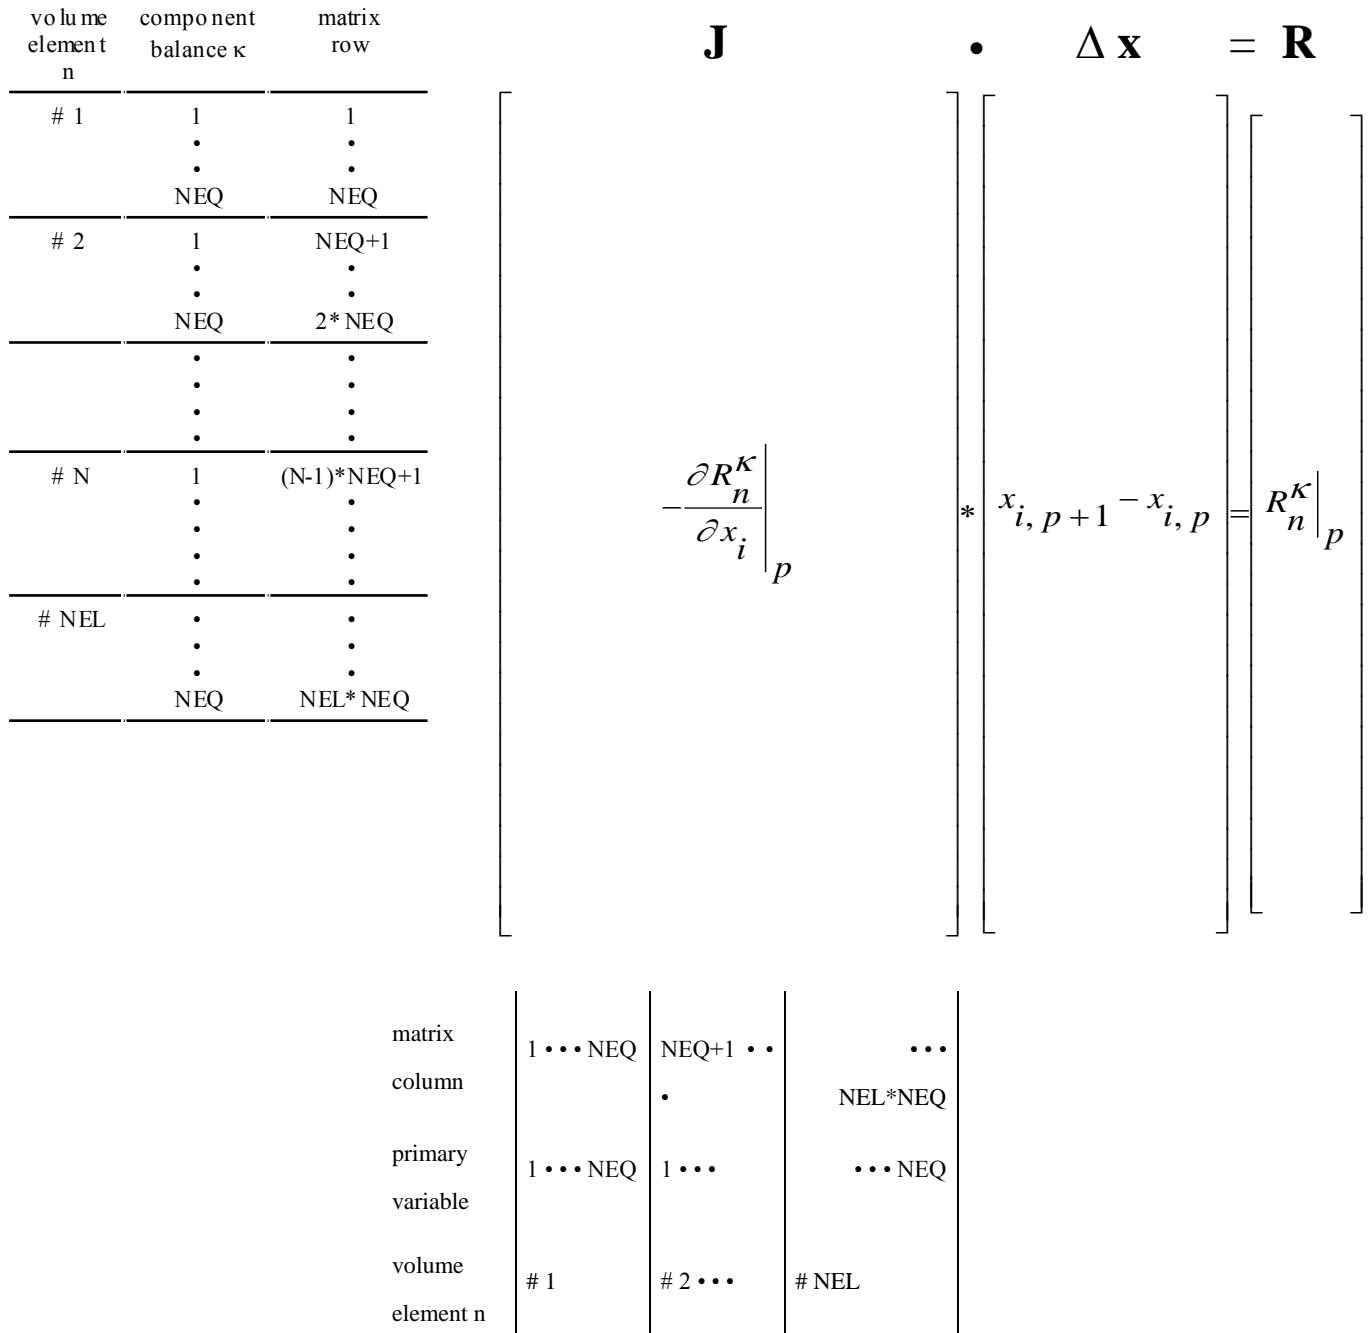 volume component matrix
element balance κ row
n
J • Δ x = R
# 1 1 1
• •
• •
NEQ NEQ
# 2 1 NEQ+1
• •
• •
NEQ 2*NEQ
• •
• •
• •
• •
# N 1 (N-1)*NEQ+1
• •
• •
• •
• •
# NEL • •
• •
• •
NEQ NEL*NEQ
−∂R_n^κ/∂x_i|_p * x_{i, p+1} − x_{i, p} = R_n^κ|_p
matrix
column
1 ••• NEQ NEQ+1 • • •••
• NEL*NEQ
primary
variable
1 ••• NEQ 1 ••• ••• NEQ
volume
element n
# 1 # 2 ••• # NEL